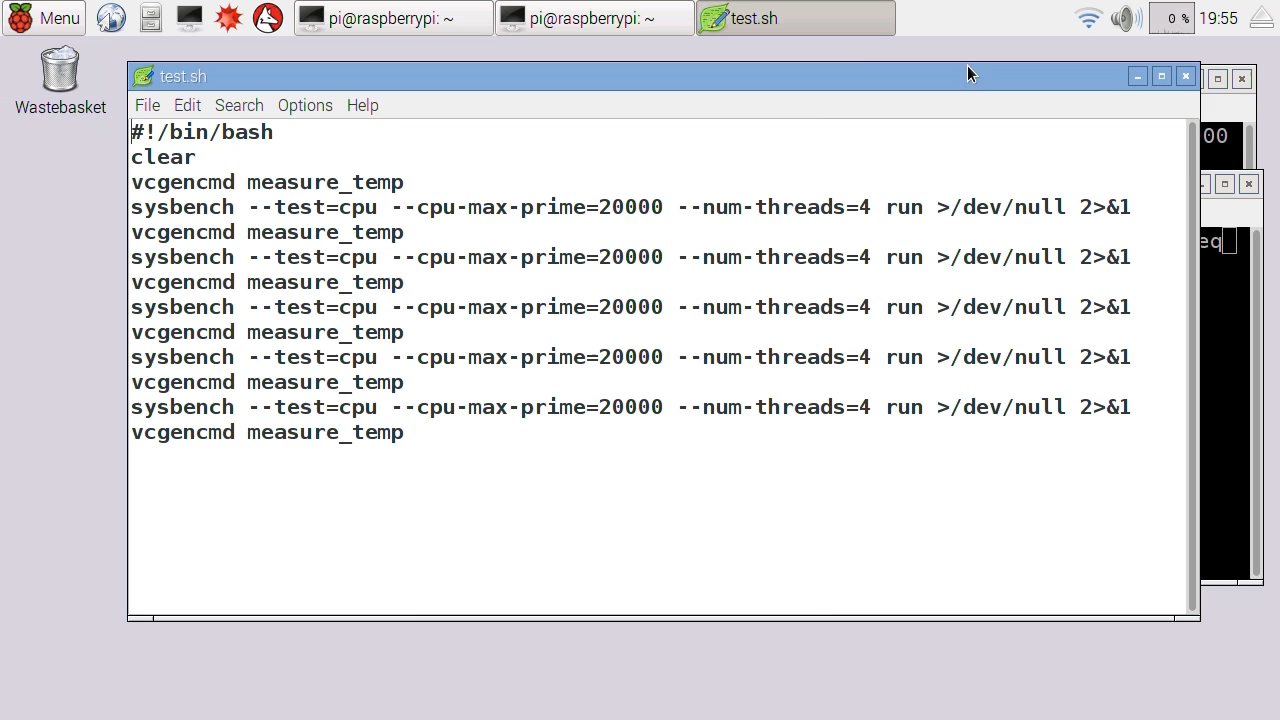 Menu
pi@raspberrypi: ~
pi@raspberrypi: ~
test.sh
0 %
19:55
Wastebasket
test.sh
File Edit Search Options Help
#!/bin/bash
clear
vcgencmd measure_temp
sysbench --test=cpu --cpu-max-prime=20000 --num-threads=4 run >/dev/null 2>&1
vcgencmd measure_temp
sysbench --test=cpu --cpu-max-prime=20000 --num-threads=4 run >/dev/null 2>&1
vcgencmd measure_temp
sysbench --test=cpu --cpu-max-prime=20000 --num-threads=4 run >/dev/null 2>&1
vcgencmd measure_temp
sysbench --test=cpu --cpu-max-prime=20000 --num-threads=4 run >/dev/null 2>&1
vcgencmd measure_temp
sysbench --test=cpu --cpu-max-prime=20000 --num-threads=4 run >/dev/null 2>&1
vcgencmd measure_temp
00
eq